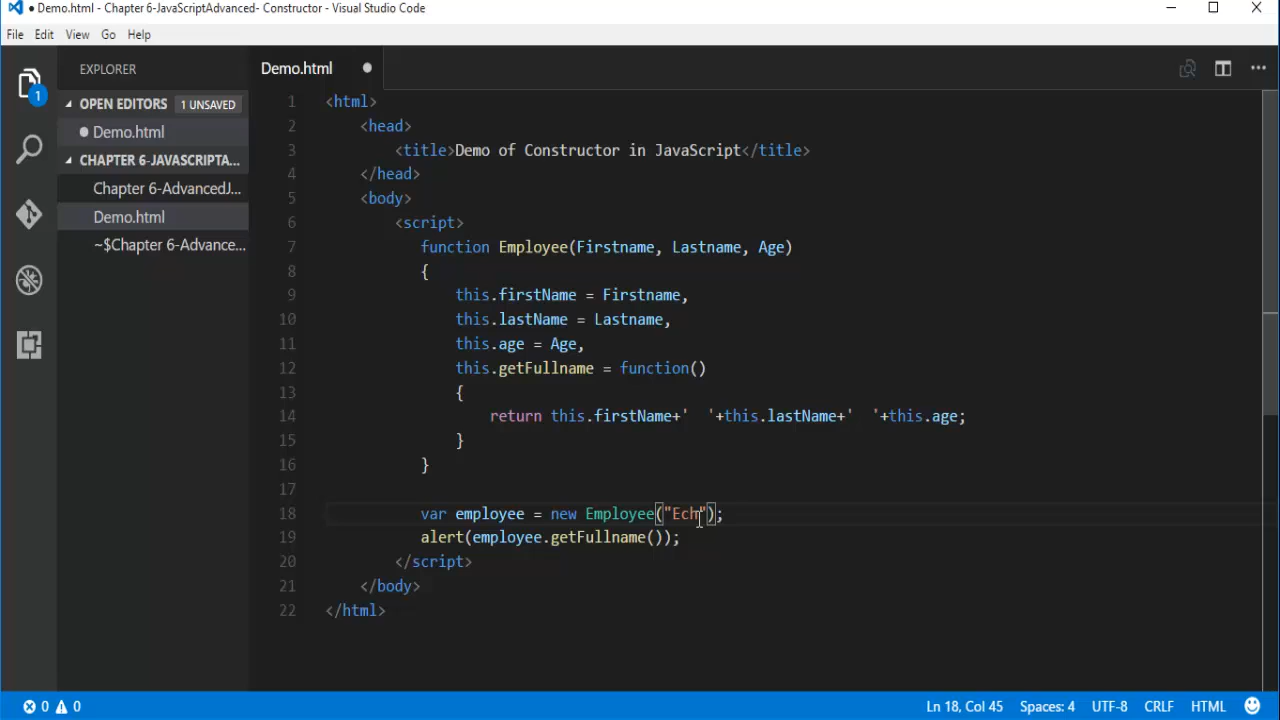 ● Demo.html - Chapter 6-JavaScriptAdvanced- Constructor - Visual Studio Code
File Edit View Go Help
EXPLORER
OPEN EDITORS 1 UNSAVED
● Demo.html
CHAPTER 6-JAVASCRIPTA...
Chapter 6-AdvancedJ...
Demo.html
~$Chapter 6-Advance...
1
Demo.html ●
1 <html>
2 <head>
3 <title>Demo of Constructor in JavaScript</title>
4 </head>
5 <body>
6 <script>
7 function Employee(Firstname, Lastname, Age)
8 {
9 this.firstName = Firstname,
10 this.lastName = Lastname,
11 this.age = Age,
12 this.getFullname = function()
13 {
14 return this.firstName+'  '+this.lastName+'  '+this.age;
15 }
16 }
17
18 var employee = new Employee("Ech");
19 alert(employee.getFullname());
20 </script>
21 </body>
22 </html>
0 0 Ln 18, Col 45 Spaces: 4 UTF-8 CRLF HTML